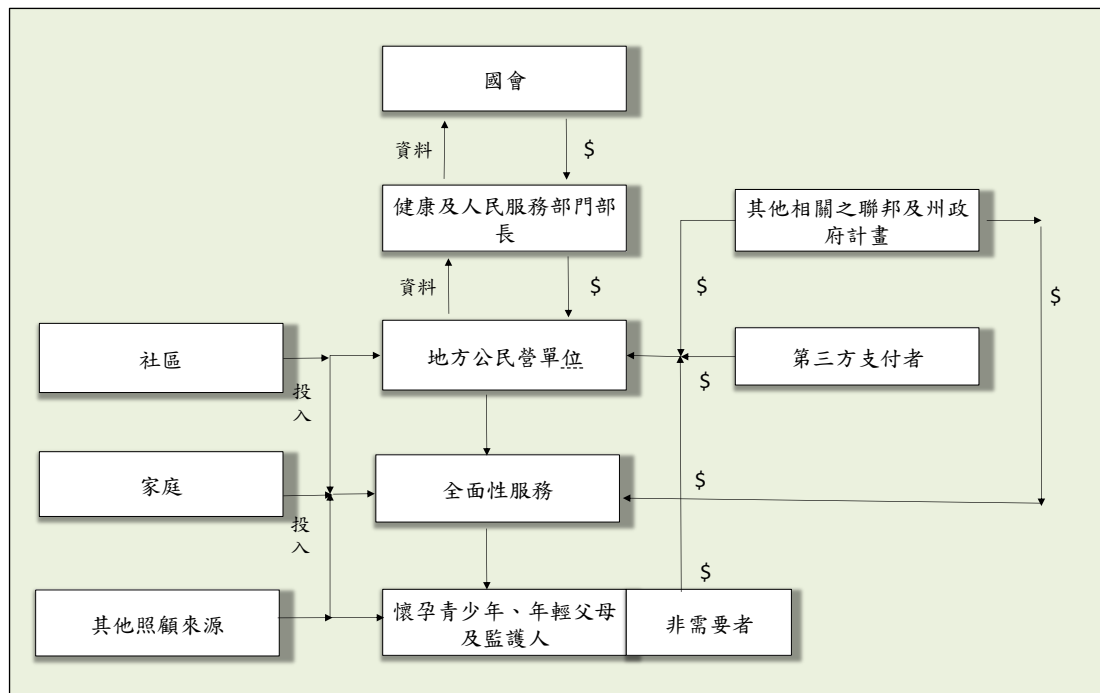 國會
資料
$
健康及人民服務部門部
長
其他相關之聯邦及州政
府計畫
資料
$
$
$
社區
地方公民營單位
第三方支付者
投
入
$
家庭
全面性服務
$
投
入
$
其他照顧來源
懷孕青少年、年輕父母
及監護人
非需要者